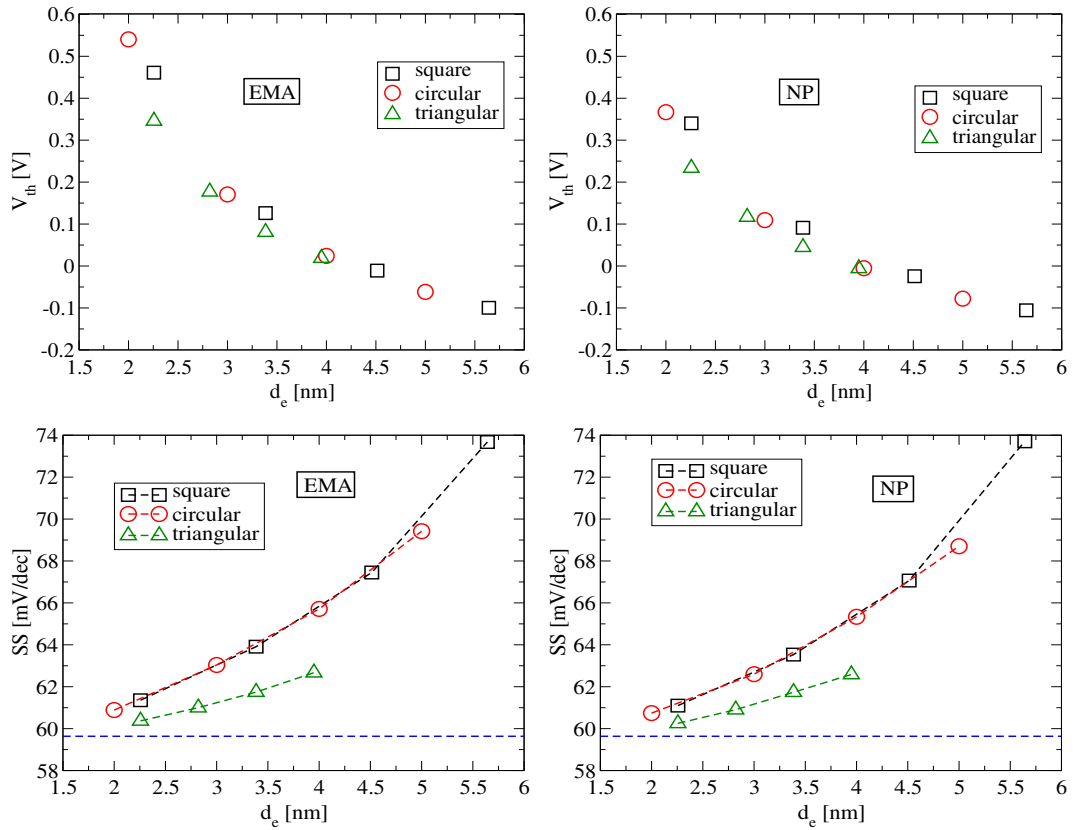 0.6
0.5
0.4
0.3
0.2
0.1
0
-0.1
-0.2
V_th [V]
EMA
square
circular
triangular
1.5 2 2.5 3 3.5 4 4.5 5 5.5 6
d_e [nm]
0.6
0.5
0.4
0.3
0.2
0.1
0
-0.1
-0.2
V_th [V]
NP
square
circular
triangular
1.5 2 2.5 3 3.5 4 4.5 5 5.5 6
d_e [nm]
74
72
70
68
66
64
62
60
58
SS [mV/dec]
EMA
square
circular
triangular
1.5 2 2.5 3 3.5 4 4.5 5 5.5 6
d_e [nm]
74
72
70
68
66
64
62
60
58
SS [mV/dec]
NP
square
circular
triangular
1.5 2 2.5 3 3.5 4 4.5 5 5.5 6
d_e [nm]